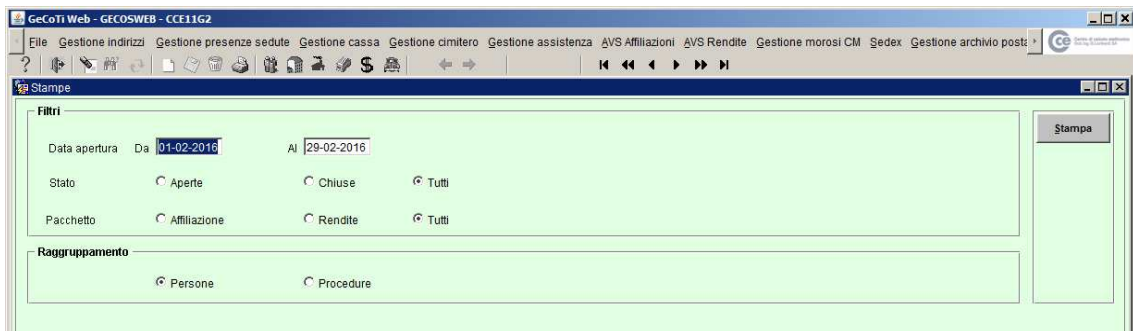 GeCoTi Web - GECOSWEB - CCE11G2
File Gestione indirizzi Gestione presenze sedute Gestione cassa Gestione cimitero Gestione assistenza AVS Affiliazioni AVS Rendite Gestione morosi CM Sedex Gestione archivio posta
cce
Stampe
Filtri
Stampa
Data apertura Da 01-02-2016 Al 29-02-2016
Stato Aperte Chiuse Tutti
Pacchetto Affiliazione Rendite Tutti
Raggruppamento
Persone Procedure